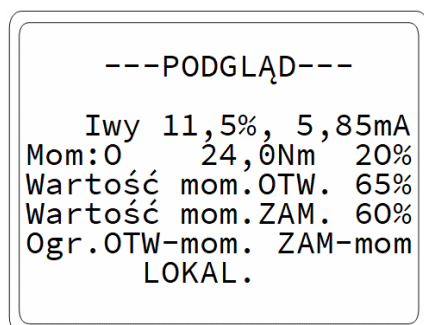 ---PODGLĄD---
Iwy 11,5%, 5,85mA
Mom:O 24,0Nm 20%
Wartość mom.OTW. 65%
Wartość mom.ZAM. 60%
Ogr.OTW-mom. ZAM-mom
LOKAL.